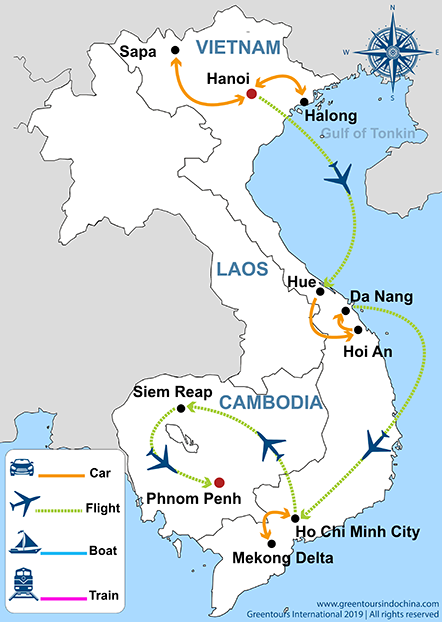 VIETNAM
Sapa
Hanoi
N
W
E
S
Halong
Gulf of Tonkin
LAOS
Hue
Da Nang
Hoi An
Siem Reap
CAMBODIA
Phnom Penh
Ho Chi Minh City
Mekong Delta
Car
Flight
Boat
Train
www.greentoursindochina.com
Greentours International 2019 | All rights reserved